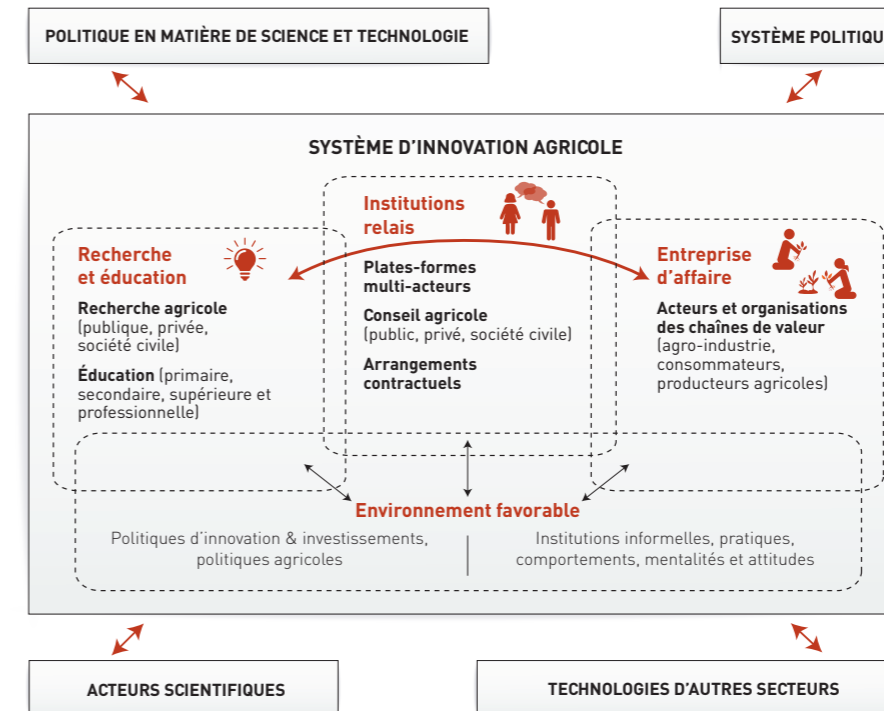 POLITIQUE EN MATIÈRE DE SCIENCE ET TECHNOLOGIE
SYSTÈME POLITIQU
SYSTÈME D'INNOVATION AGRICOLE
Recherche
et éducation
Recherche agricole
(publique, privée,
société civile)
Éducation (primaire,
secondaire, supérieure et
professionnelle)
Institutions
relais
Plates-formes
multi-acteurs
Conseil agricole
(public, privé, société civile)
Arrangements
contractuels
Entreprise
d'affaire
Acteurs et organisations
des chaînes de valeur
(agro-industrie,
consommateurs,
producteurs agricoles)
Environnement favorable
Politiques d'innovation & investissements,
politiques agricoles
Institutions informelles, pratiques,
comportements, mentalités et attitudes
ACTEURS SCIENTIFIQUES
TECHNOLOGIES D'AUTRES SECTEURS